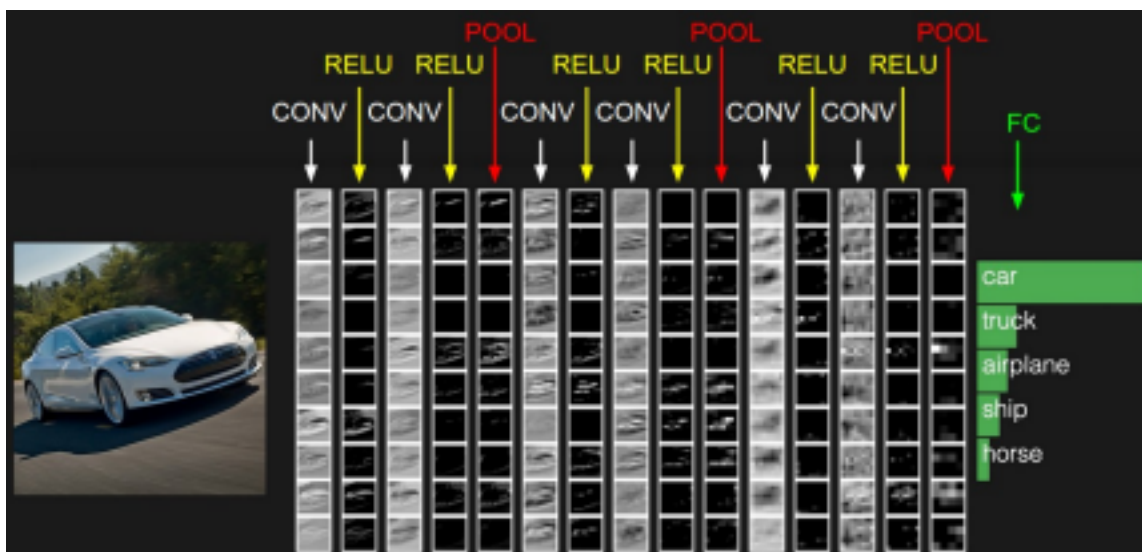 POOL POOL POOL
RELU RELU RELU RELU RELU RELU
CONV CONV CONV CONV CONV CONV FC
car
truck
airplane
ship
horse